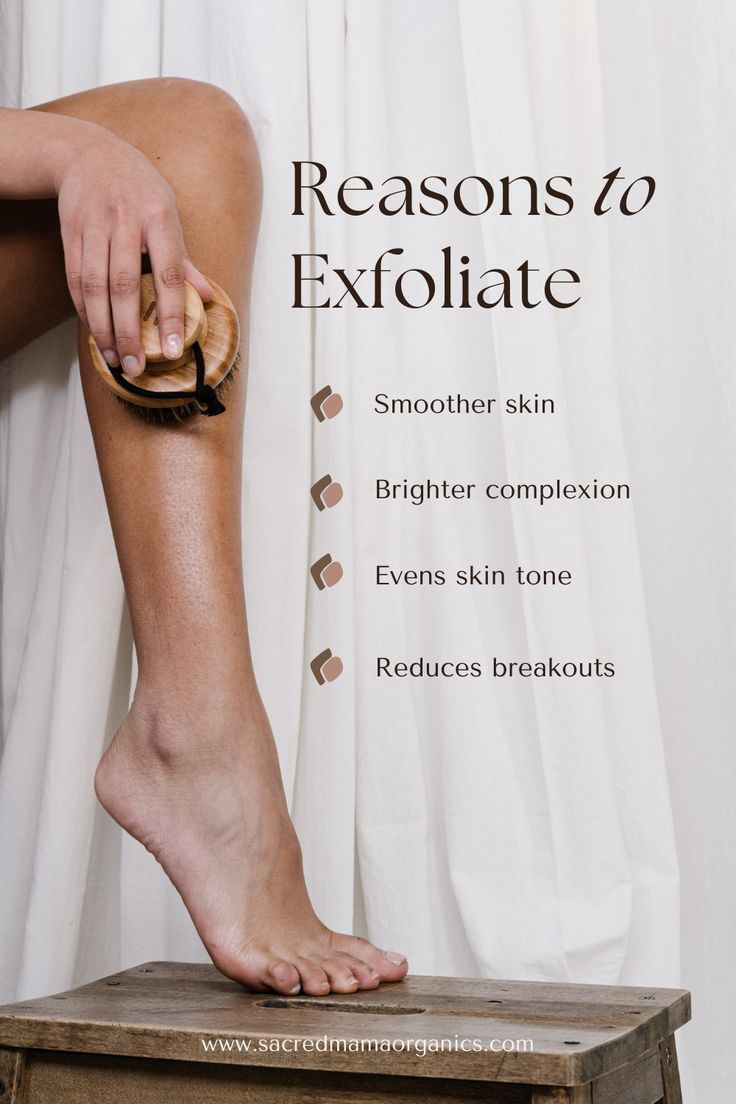 Reasons to
Exfoliate
Smoother skin
Brighter complexion
Evens skin tone
Reduces breakouts
www.sacredmamaorganics.com